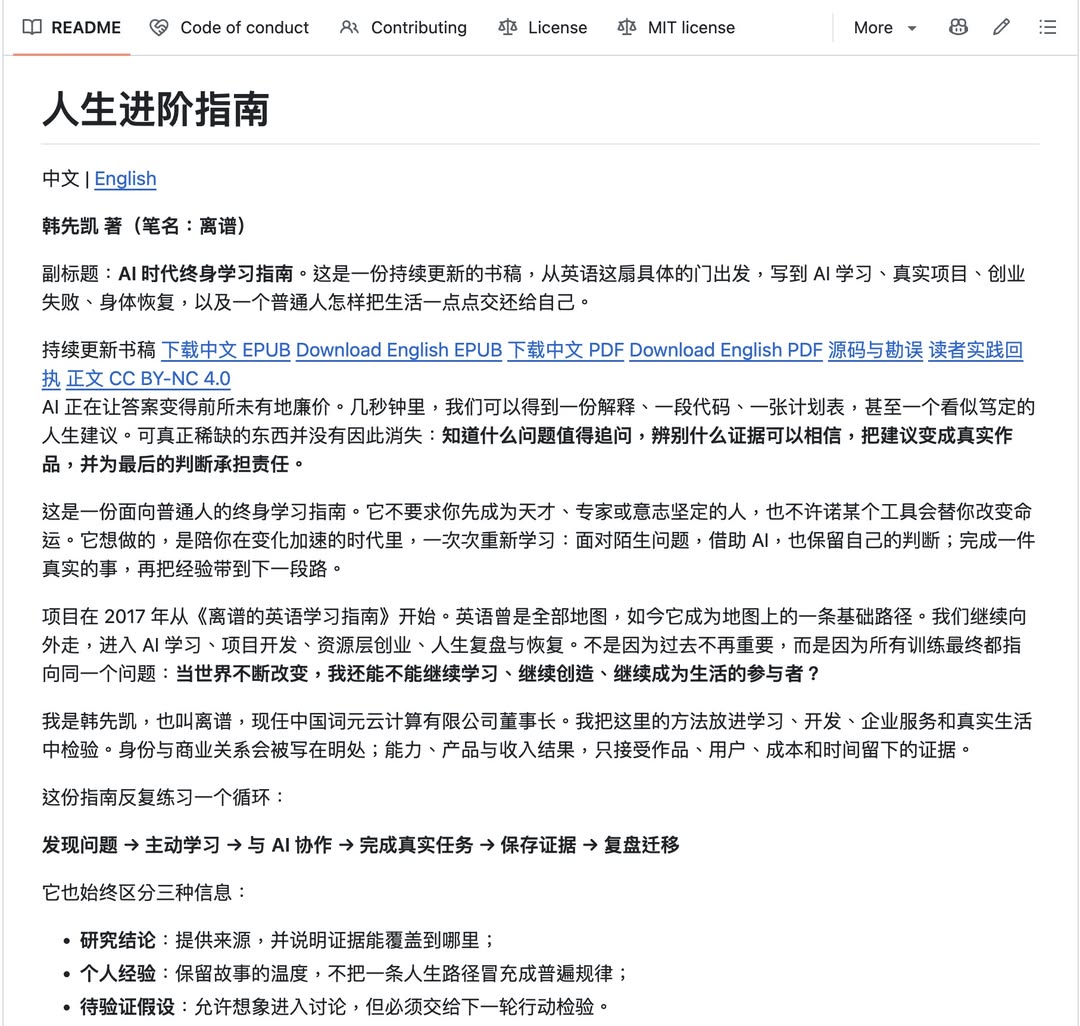 README Code of conduct Contributing License MIT license More
人生进阶指南
中文 | English
韩先凯 著（笔名：离谱）
副标题：AI 时代终身学习指南。这是一份持续更新的书稿，从英语这扇具体的门出发，写到 AI 学习、真实项目、创业
失败、身体恢复，以及一个普通人怎样把生活一点点交还给自己。
持续更新书稿 下载中文 EPUB Download English EPUB 下载中文 PDF Download English PDF 源码与勘误 读者实践回
执 正文 CC BY-NC 4.0
AI 正在让答案变得前所未有地廉价。几秒钟里，我们可以得到一份解释、一段代码、一张计划表，甚至一个看似笃定的
人生建议。可真正稀缺的东西并没有因此消失：知道什么问题值得追问，辨别什么证据可以相信，把建议变成真实作
品，并为最后的判断承担责任。
这是一份面向普通人的终身学习指南。它不要求你先成为天才、专家或意志坚定的人，也不许诺某个工具会替你改变命
运。它想做的，是陪你在变化加速的时代里，一次次重新学习：面对陌生问题，借助 AI，也保留自己的判断；完成一件
真实的事，再把经验带到下一段路。
项目在 2017 年从《离谱的英语学习指南》开始。英语曾是全部地图，如今它成为地图上的一条基础路径。我们继续向
外走，进入 AI 学习、项目开发、资源层创业、人生复盘与恢复。不是因为过去不再重要，而是因为所有训练最终都指
向同一个问题：当世界不断改变，我还能不能继续学习、继续创造、继续成为生活的参与者？
我是韩先凯，也叫离谱，现任中国词元云计算有限公司董事长。我把这里的方法放进学习、开发、企业服务和真实生活
中检验。身份与商业关系会被写在明处；能力、产品与收入结果，只接受作品、用户、成本和时间留下的证据。
这份指南反复练习一个循环：
发现问题 → 主动学习 → 与 AI 协作 → 完成真实任务 → 保存证据 → 复盘迁移
它也始终区分三种信息：
• 研究结论：提供来源，并说明证据能覆盖到哪里；
• 个人经验：保留故事的温度，不把一条人生路径冒充成普遍规律；
• 待验证假设：允许想象进入讨论，但必须交给下一轮行动检验。